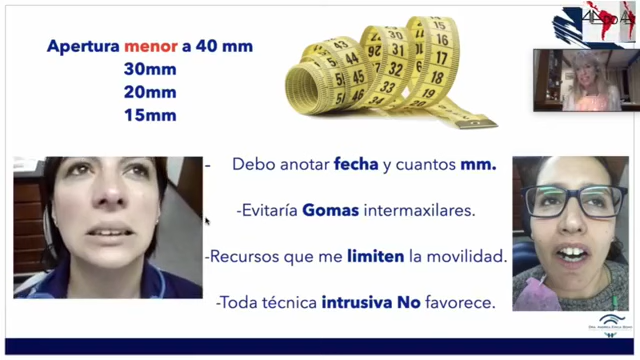 Apertura menor a 40 mm
30mm
20mm
15mm
- Debo anotar fecha y cuantos mm.
-Evitaría Gomas intermaxilares.
-Recursos que me limiten la movilidad.
-Toda técnica intrusiva No favorece.